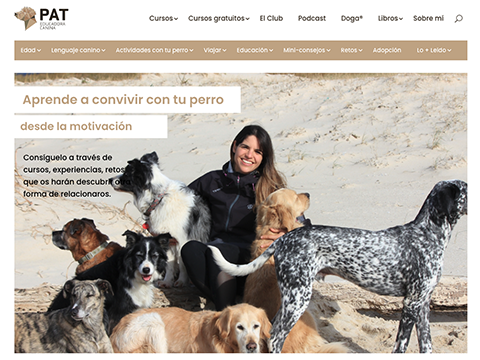 PAT
EDUCADORA
CANINA
Cursos Cursos gratuitos El Club Podcast Doga® Libros Sobre mí
Edad Lenguaje canino Actividades con tu perro Viajar Educación Mini-consejos Retos Adopción Lo + Leído
Aprende a convivir con tu perro
desde la motivación
Consíguelo a través de
cursos, experiencias, retos
que os harán descubrir o
forma de relacionaros.